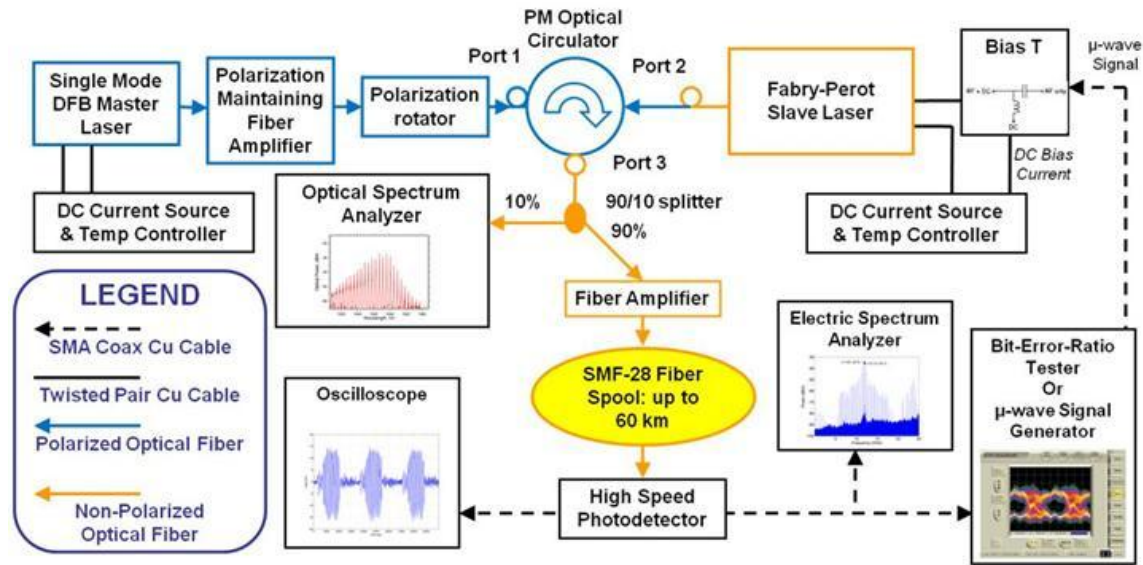 PM Optical
Circulator
Port 1
Port 2
Port 3
Single Mode
DFB Master
Laser
Polarization
Maintaining
Fiber
Amplifier
Polarization
rotator
Fabry-Perot
Slave Laser
Bias T
RF + DC
RF only
μ-wave
Signal
DC Bias
Current
DC Current Source
& Temp Controller
DC Current Source
& Temp Controller
Optical Spectrum
Analyzer
10%
90/10 splitter
90%
Fiber Amplifier
SMF-28 Fiber
Spool: up to
60 km
High Speed
Photodetector
Electric Spectrum
Analyzer
Bit-Error-Ratio
Tester
Or
μ-wave Signal
Generator
Oscilloscope
LEGEND
SMA Coax Cu Cable
Twisted Pair Cu Cable
Polarized Optical Fiber
Non-Polarized
Optical Fiber